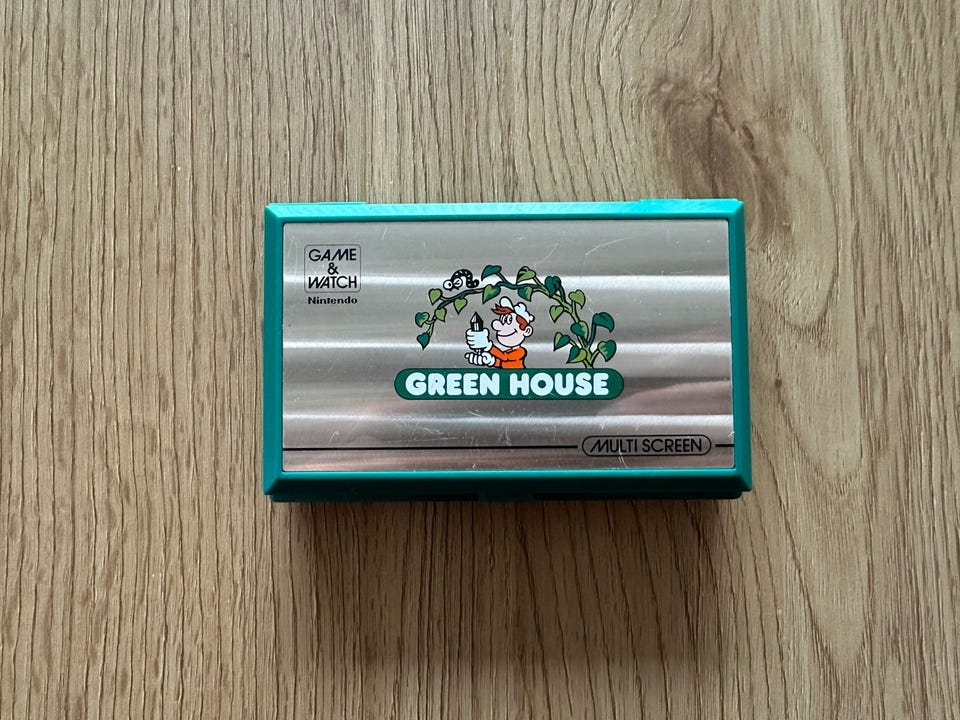 GAME
&
WATCH
Nintendo
GREEN HOUSE
MULTI SCREEN